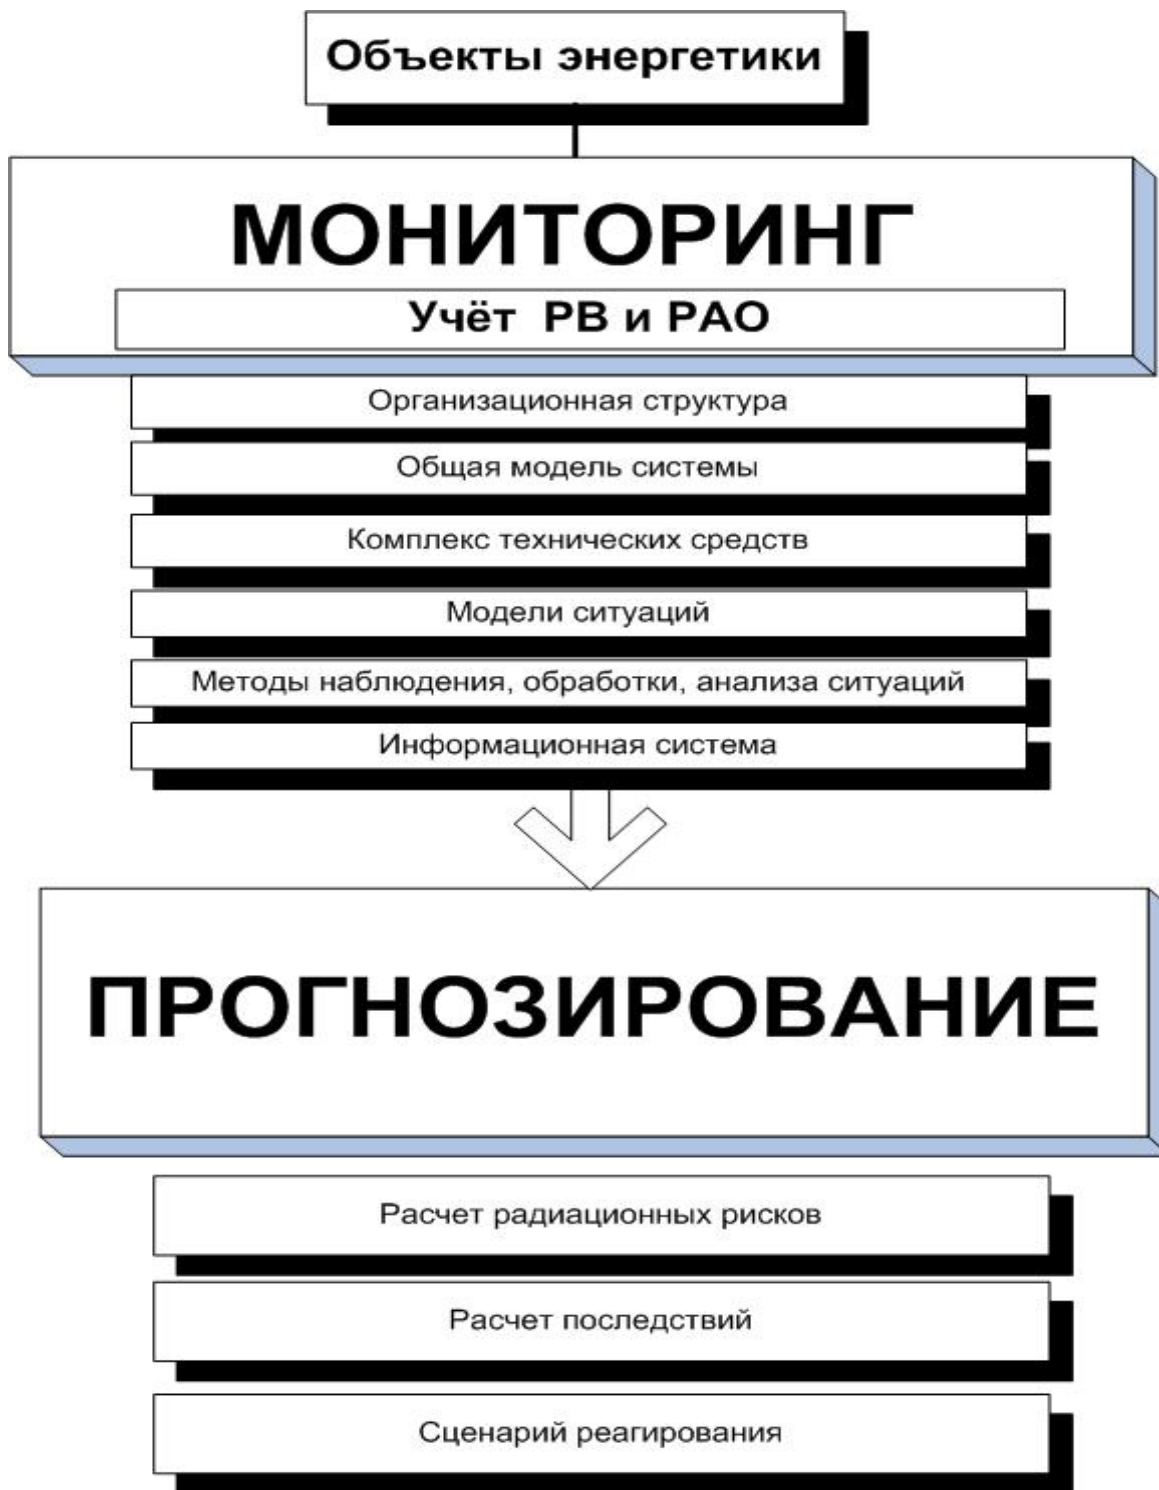 Объекты энергетики
МОНИТОРИНГ
Учёт РВ и РАО
Организационная структура
Общая модель системы
Комплекс технических средств
Модели ситуаций
Методы наблюдения, обработки, анализа ситуаций
Информационная система
ПРОГНОЗИРОВАНИЕ
Расчет радиационных рисков
Расчет последствий
Сценарий реагирования